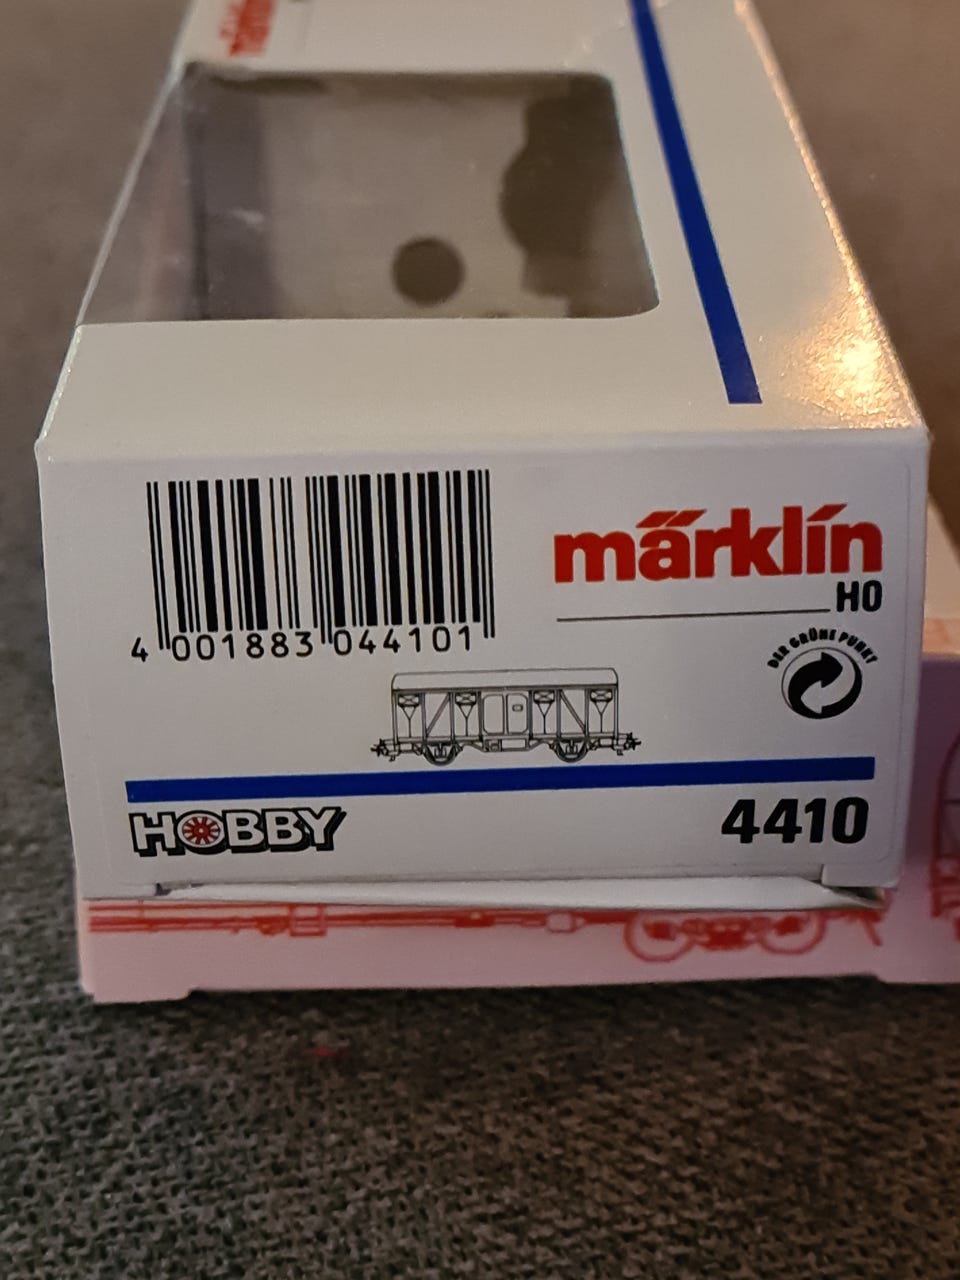 märklin
H0
4 001883 044101
DER GRÜNE PUNKT
HOBBY
4410